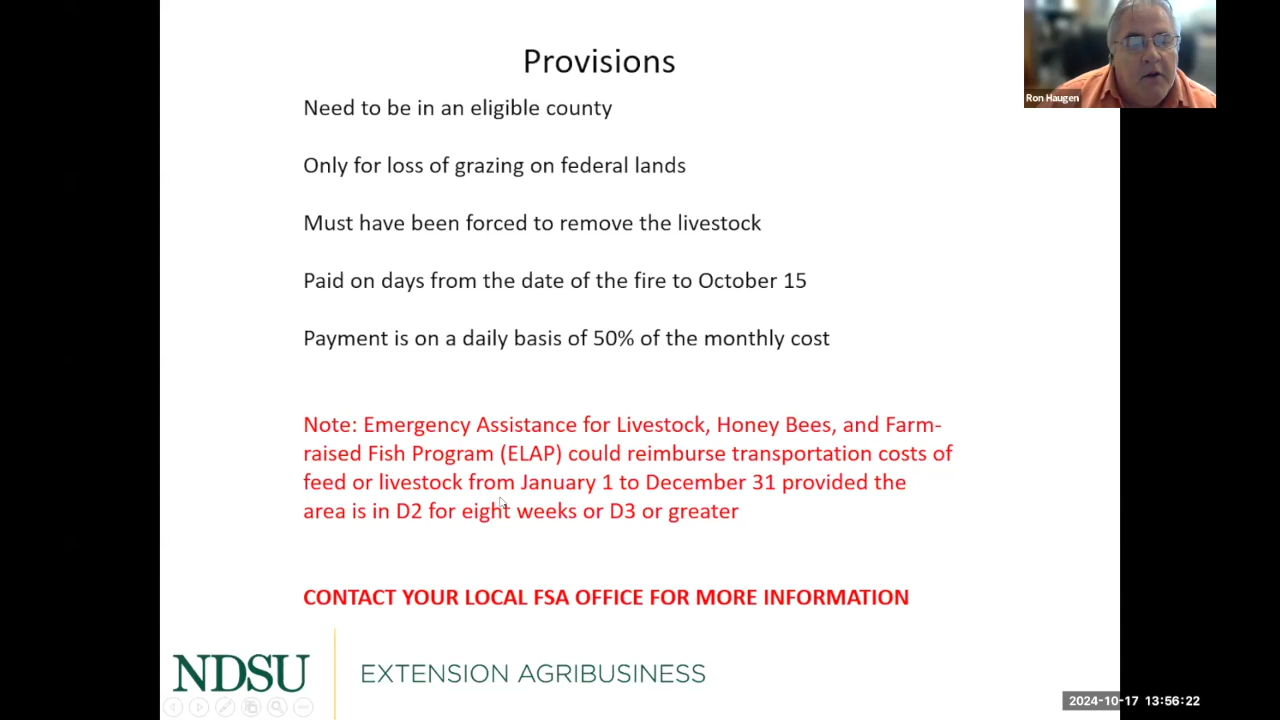 Provisions
Ron Haugen
Need to be in an eligible county
Only for loss of grazing on federal lands
Must have been forced to remove the livestock
Paid on days from the date of the fire to October 15
Payment is on a daily basis of 50% of the monthly cost
Note: Emergency Assistance for Livestock, Honey Bees, and Farm-
raised Fish Program (ELAP) could reimburse transportation costs of
feed or livestock from January 1 to December 31 provided the
area is in D2 for eight weeks or D3 or greater
CONTACT YOUR LOCAL FSA OFFICE FOR MORE INFORMATION
NDSU
EXTENSION AGRIBUSINESS
2024-10-17 13:56:22